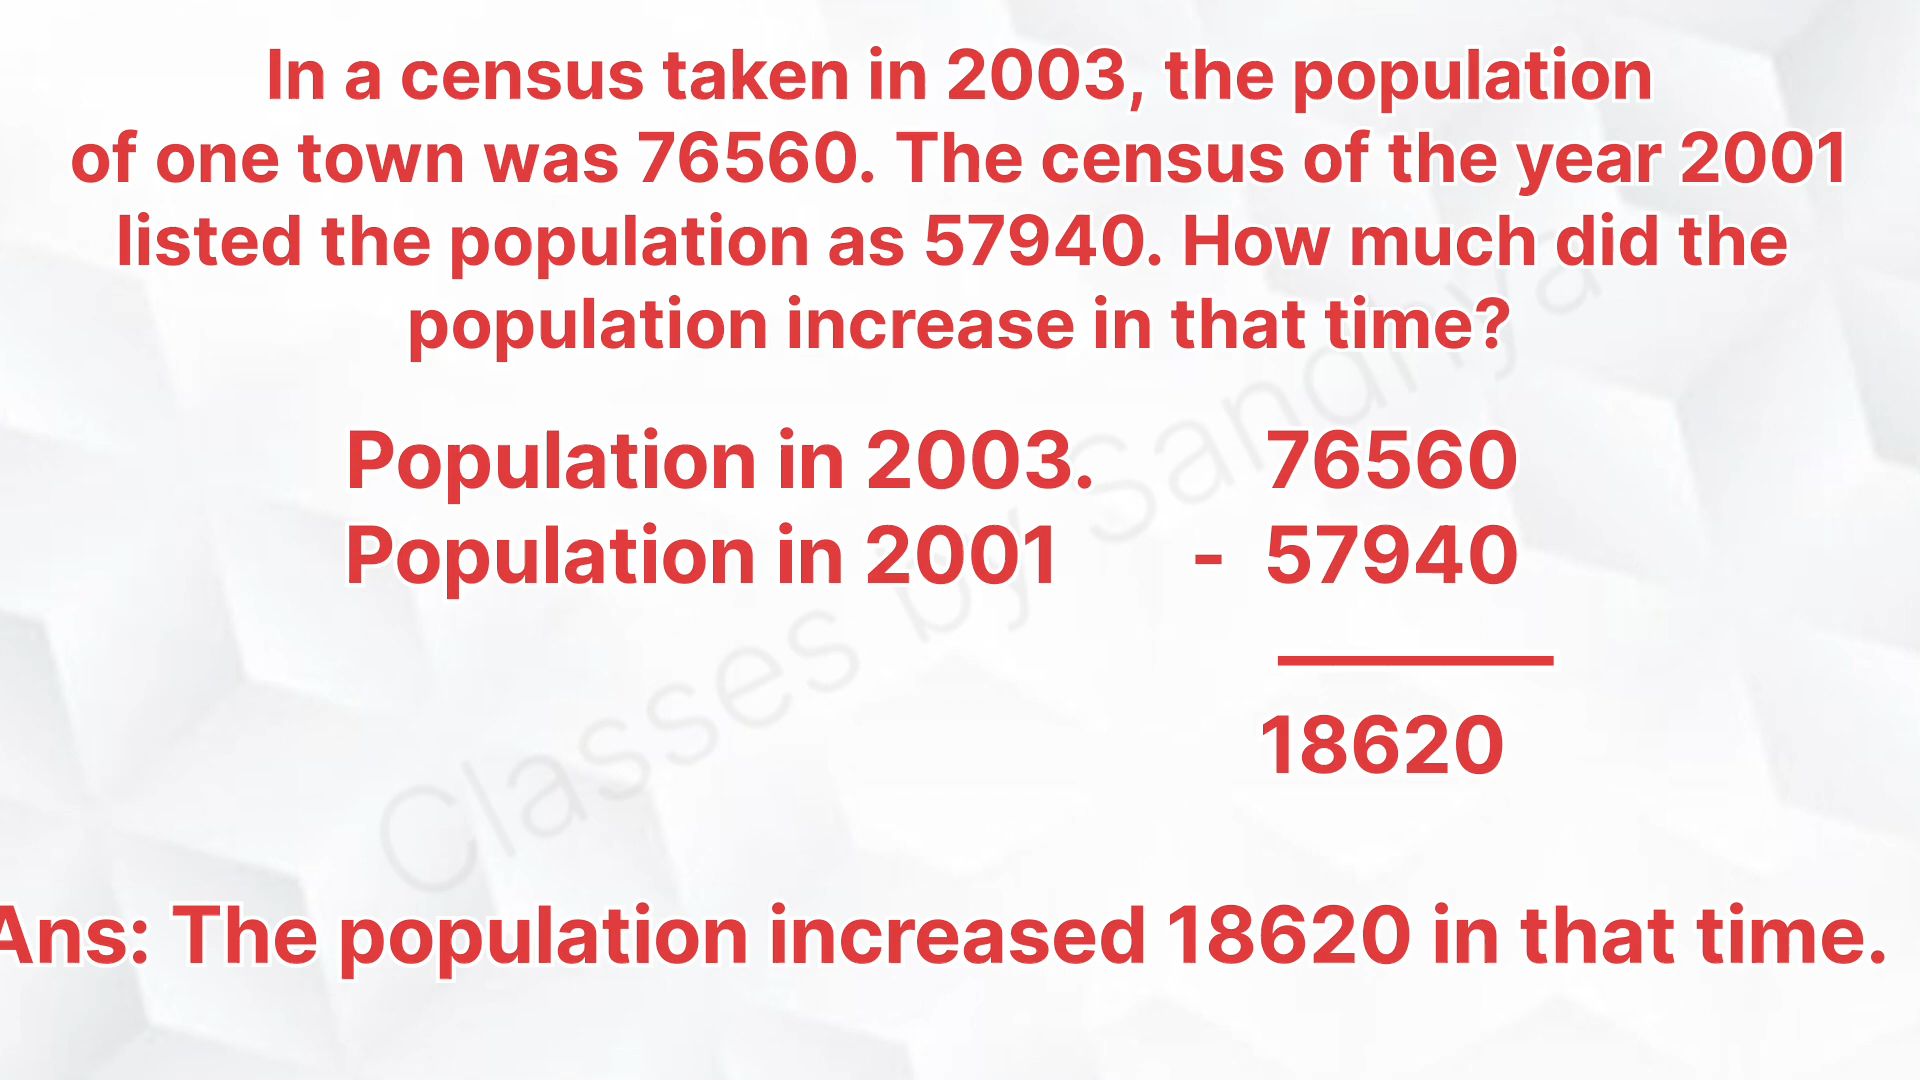 In a census taken in 2003, the population
of one town was 76560. The census of the year 2001
listed the population as 57940. How much did the
population increase in that time?
Population in 2003. 76560
Population in 2001 - 57940
18620
Ans: The population increased 18620 in that time.
Classes by Sandhya